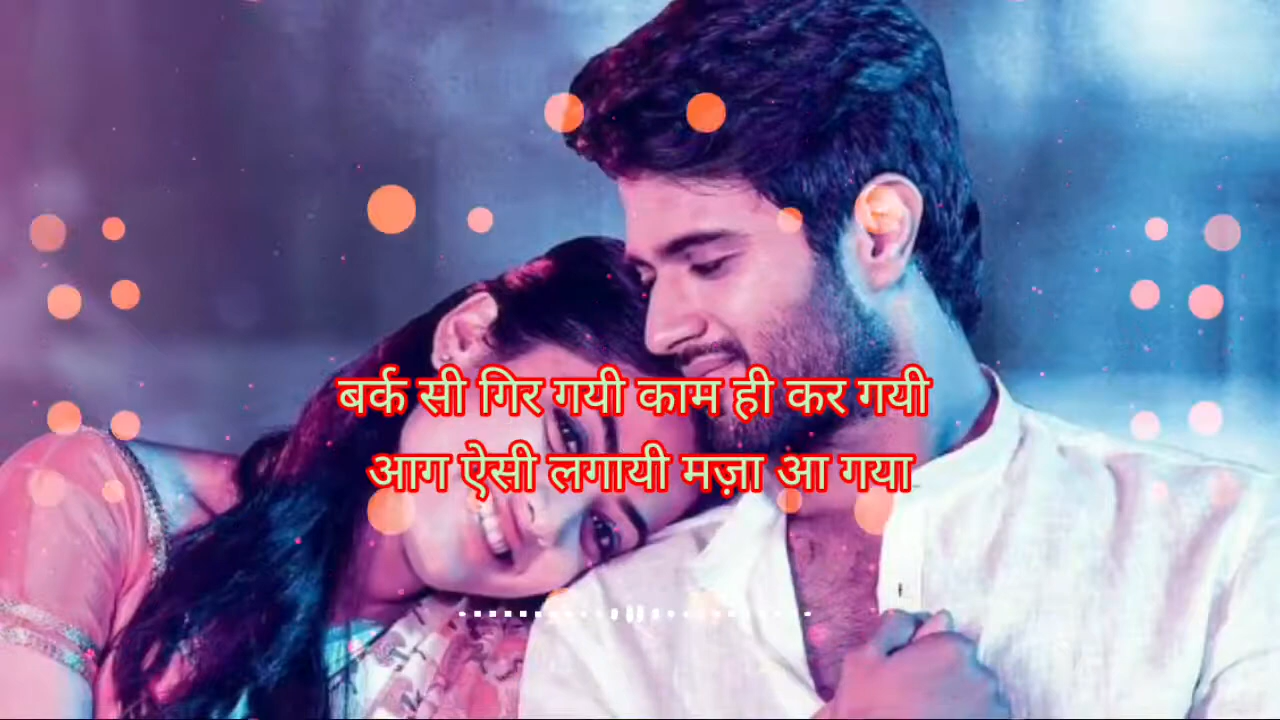 बर्क सी गिर गयी काम ही कर गयी
आग ऐसी लगायी मज़ा आ गया